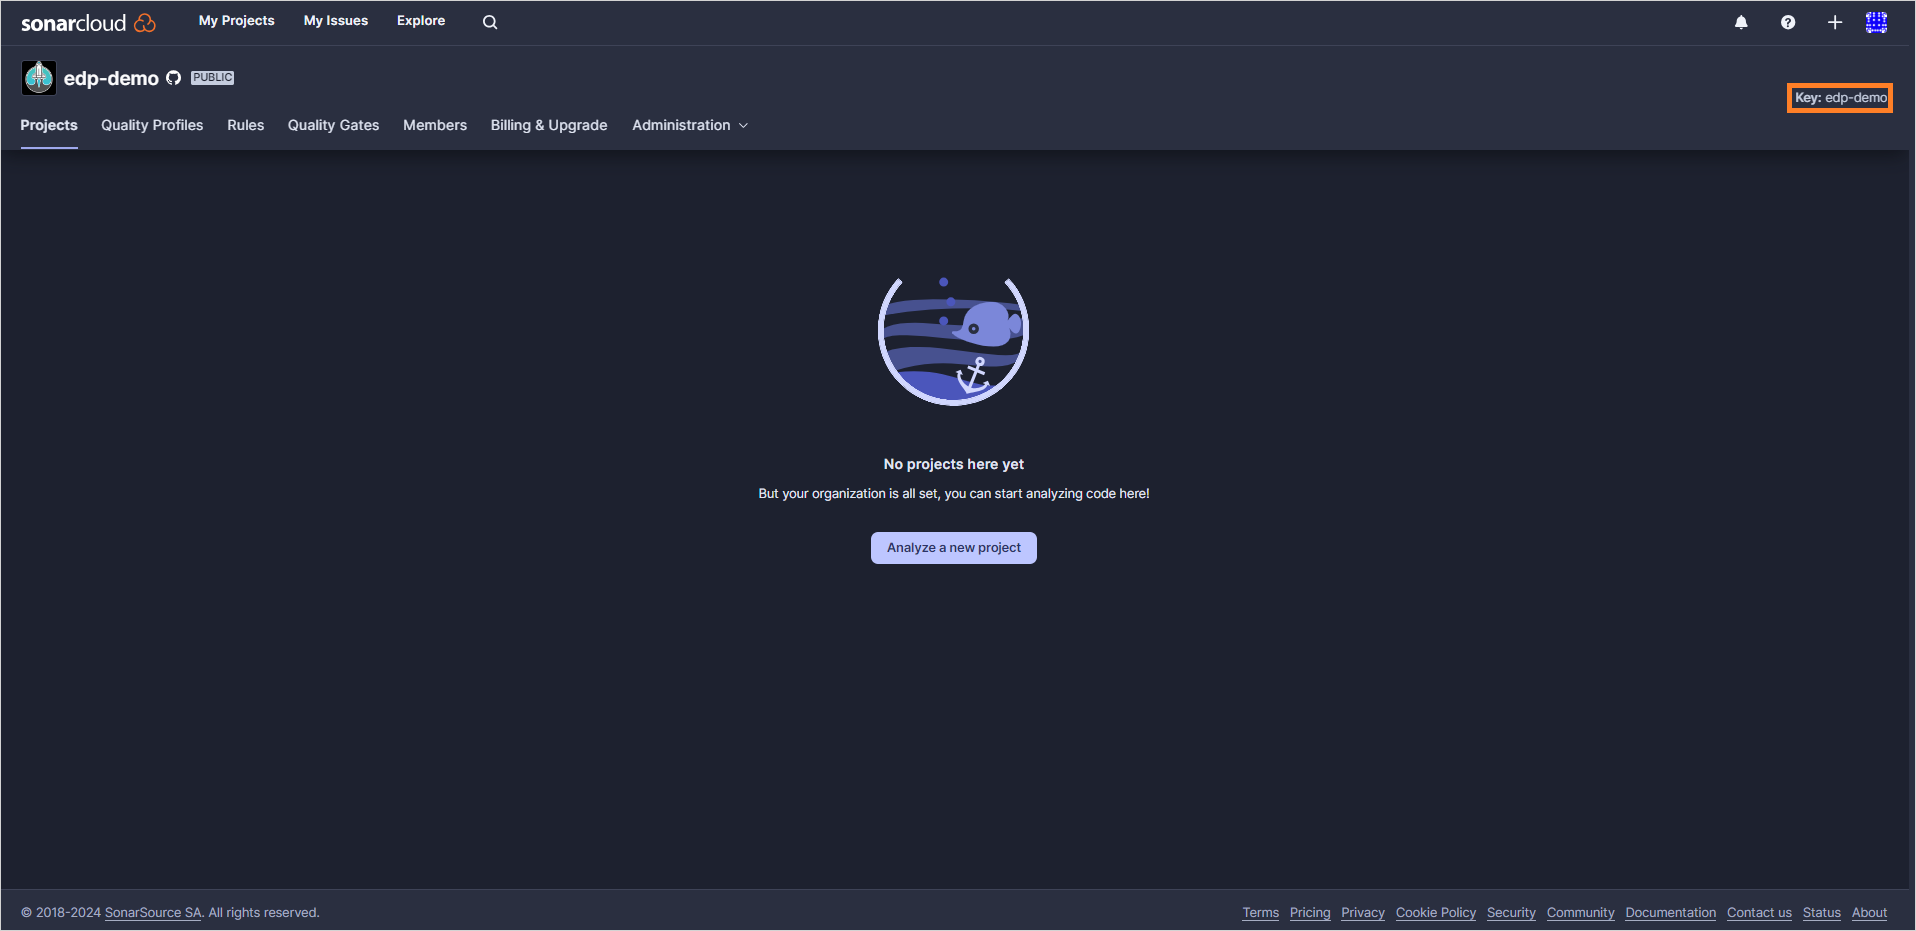 sonarcloud My Projects My Issues Explore
edp-demo PUBLIC
Key: edp-demo
Projects Quality Profiles Rules Quality Gates Members Billing & Upgrade Administration
No projects here yet
But your organization is all set, you can start analyzing code here!
Analyze a new project
© 2018-2024 SonarSource SA. All rights reserved. Terms Pricing Privacy Cookie Policy Security Community Documentation Contact us Status About